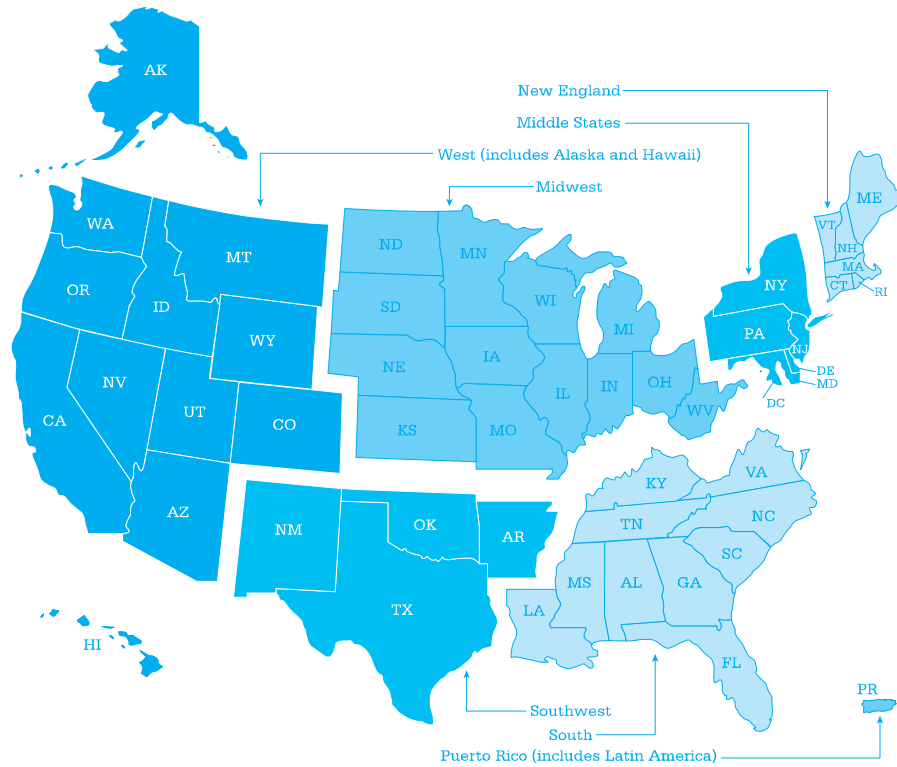 AK
New England
Middle States
West (includes Alaska and Hawaii)
Midwest
ME
WA
VT
ND
MN
NH
MT
MA
OR
NY
CT
RI
ID
SD
WI
MI
PA
WY
NJ
IA
NE
DE
NV
OH
MD
UT
IL
IN
DC
CO
WV
CA
KS
MO
VA
KY
AZ
NC
TN
OK
NM
AR
SC
MS
AL
GA
TX
LA
HI
FL
PR
Southwest
South
Puerto Rico (includes Latin America)